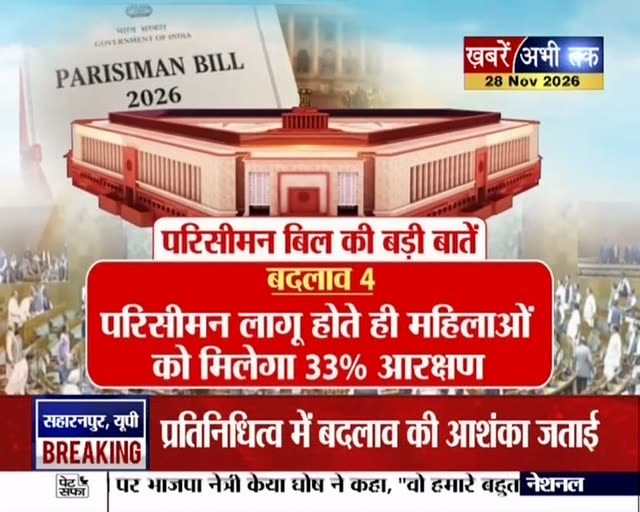 भारत सरकार
GOVERNMENT OF INDIA
PARISIMAN BILL
2026
ख़बरें अभी तक
28 Nov 2026
परिसीमन बिल की बड़ी बातें
बदलाव 4
परिसीमन लागू होते ही महिलाओं
को मिलेगा 33% आरक्षण
सहारनपुर, यूपी
BREAKING
प्रतिनिधित्व में बदलाव की आशंका जताई
पेट सफा
पर भाजपा नेत्री केया घोष ने कहा, "वो हमारे बहुत
नेशनल